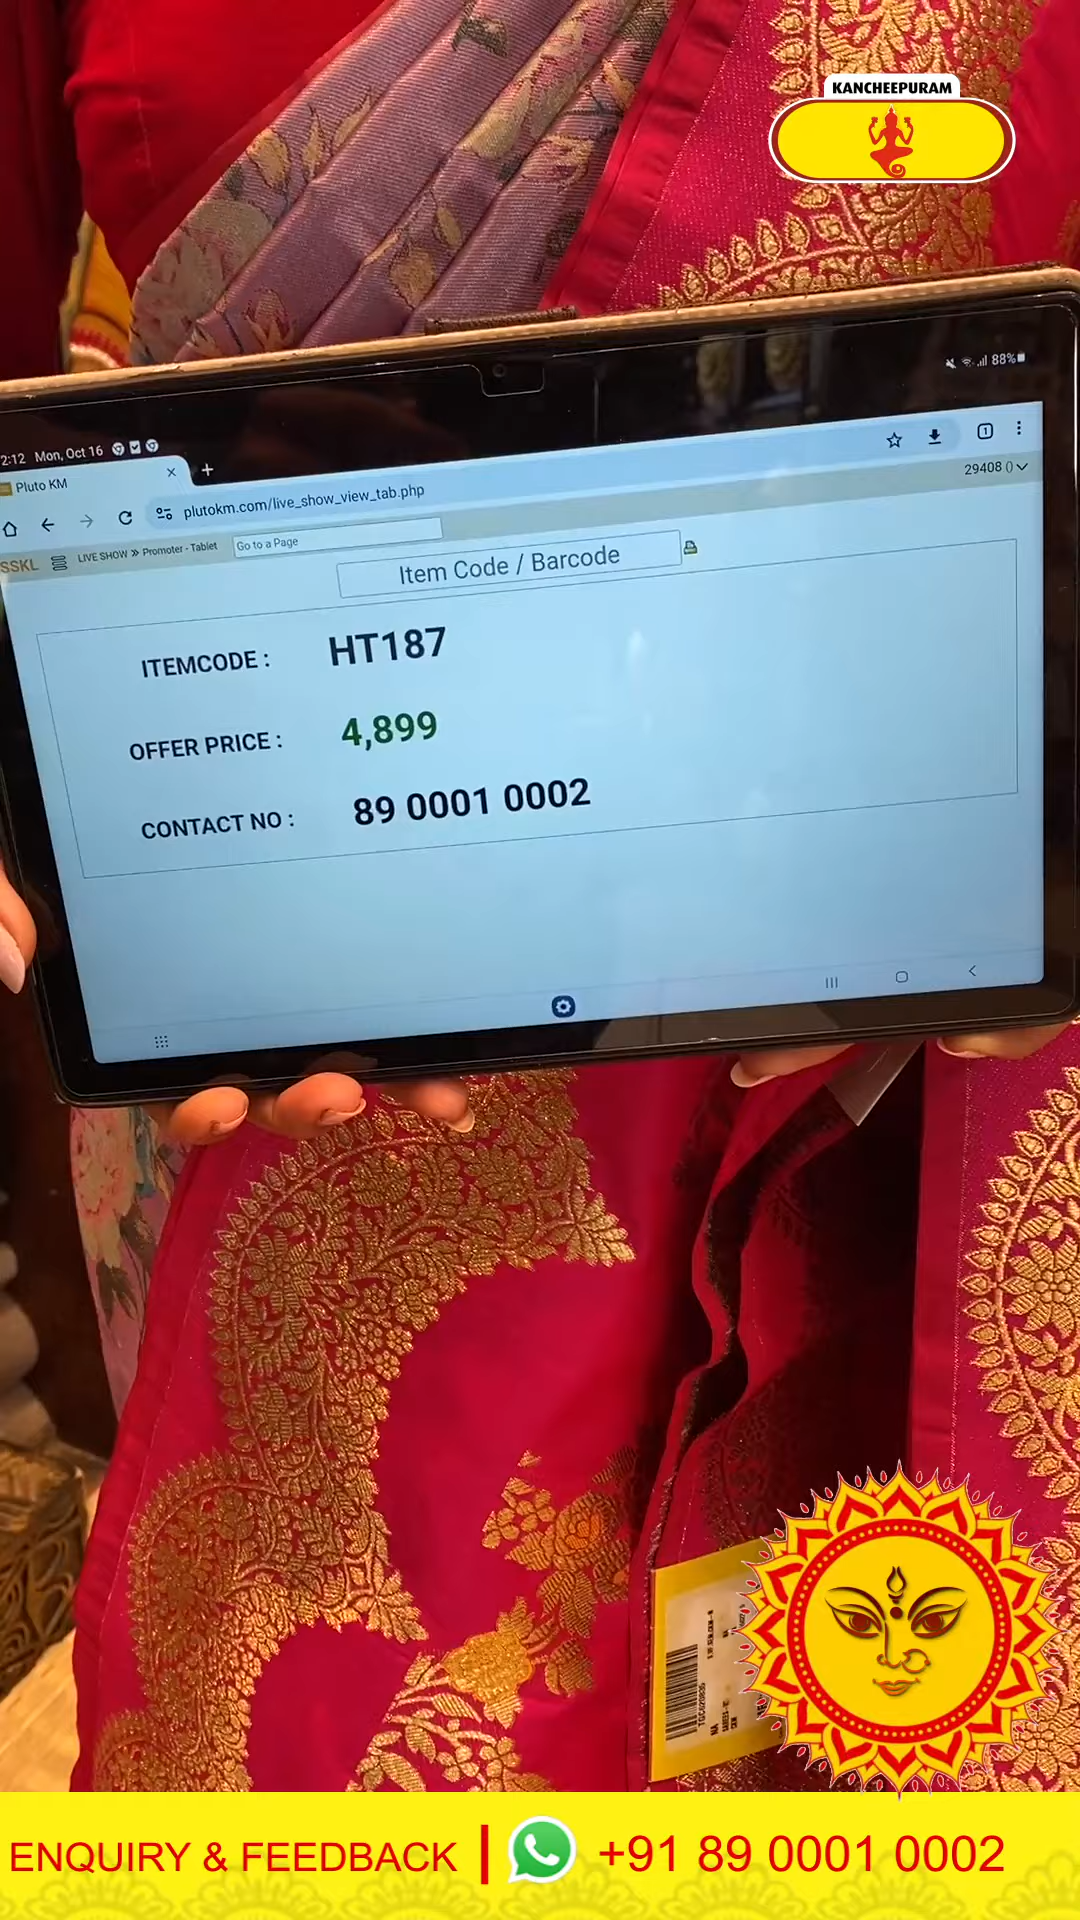 KANCHEEPURAM
88%
2:12 Mon, Oct 16
Pluto KM
plutokm.com/live_show_view_tab.php
29408 ()
SSKL LIVE SHOW » Promoter - Tablet Go to a Page
Item Code / Barcode
ITEMCODE : HT187
OFFER PRICE : 4,899
CONTACT NO : 89 0001 0002
ENQUIRY & FEEDBACK | +91 89 0001 0002